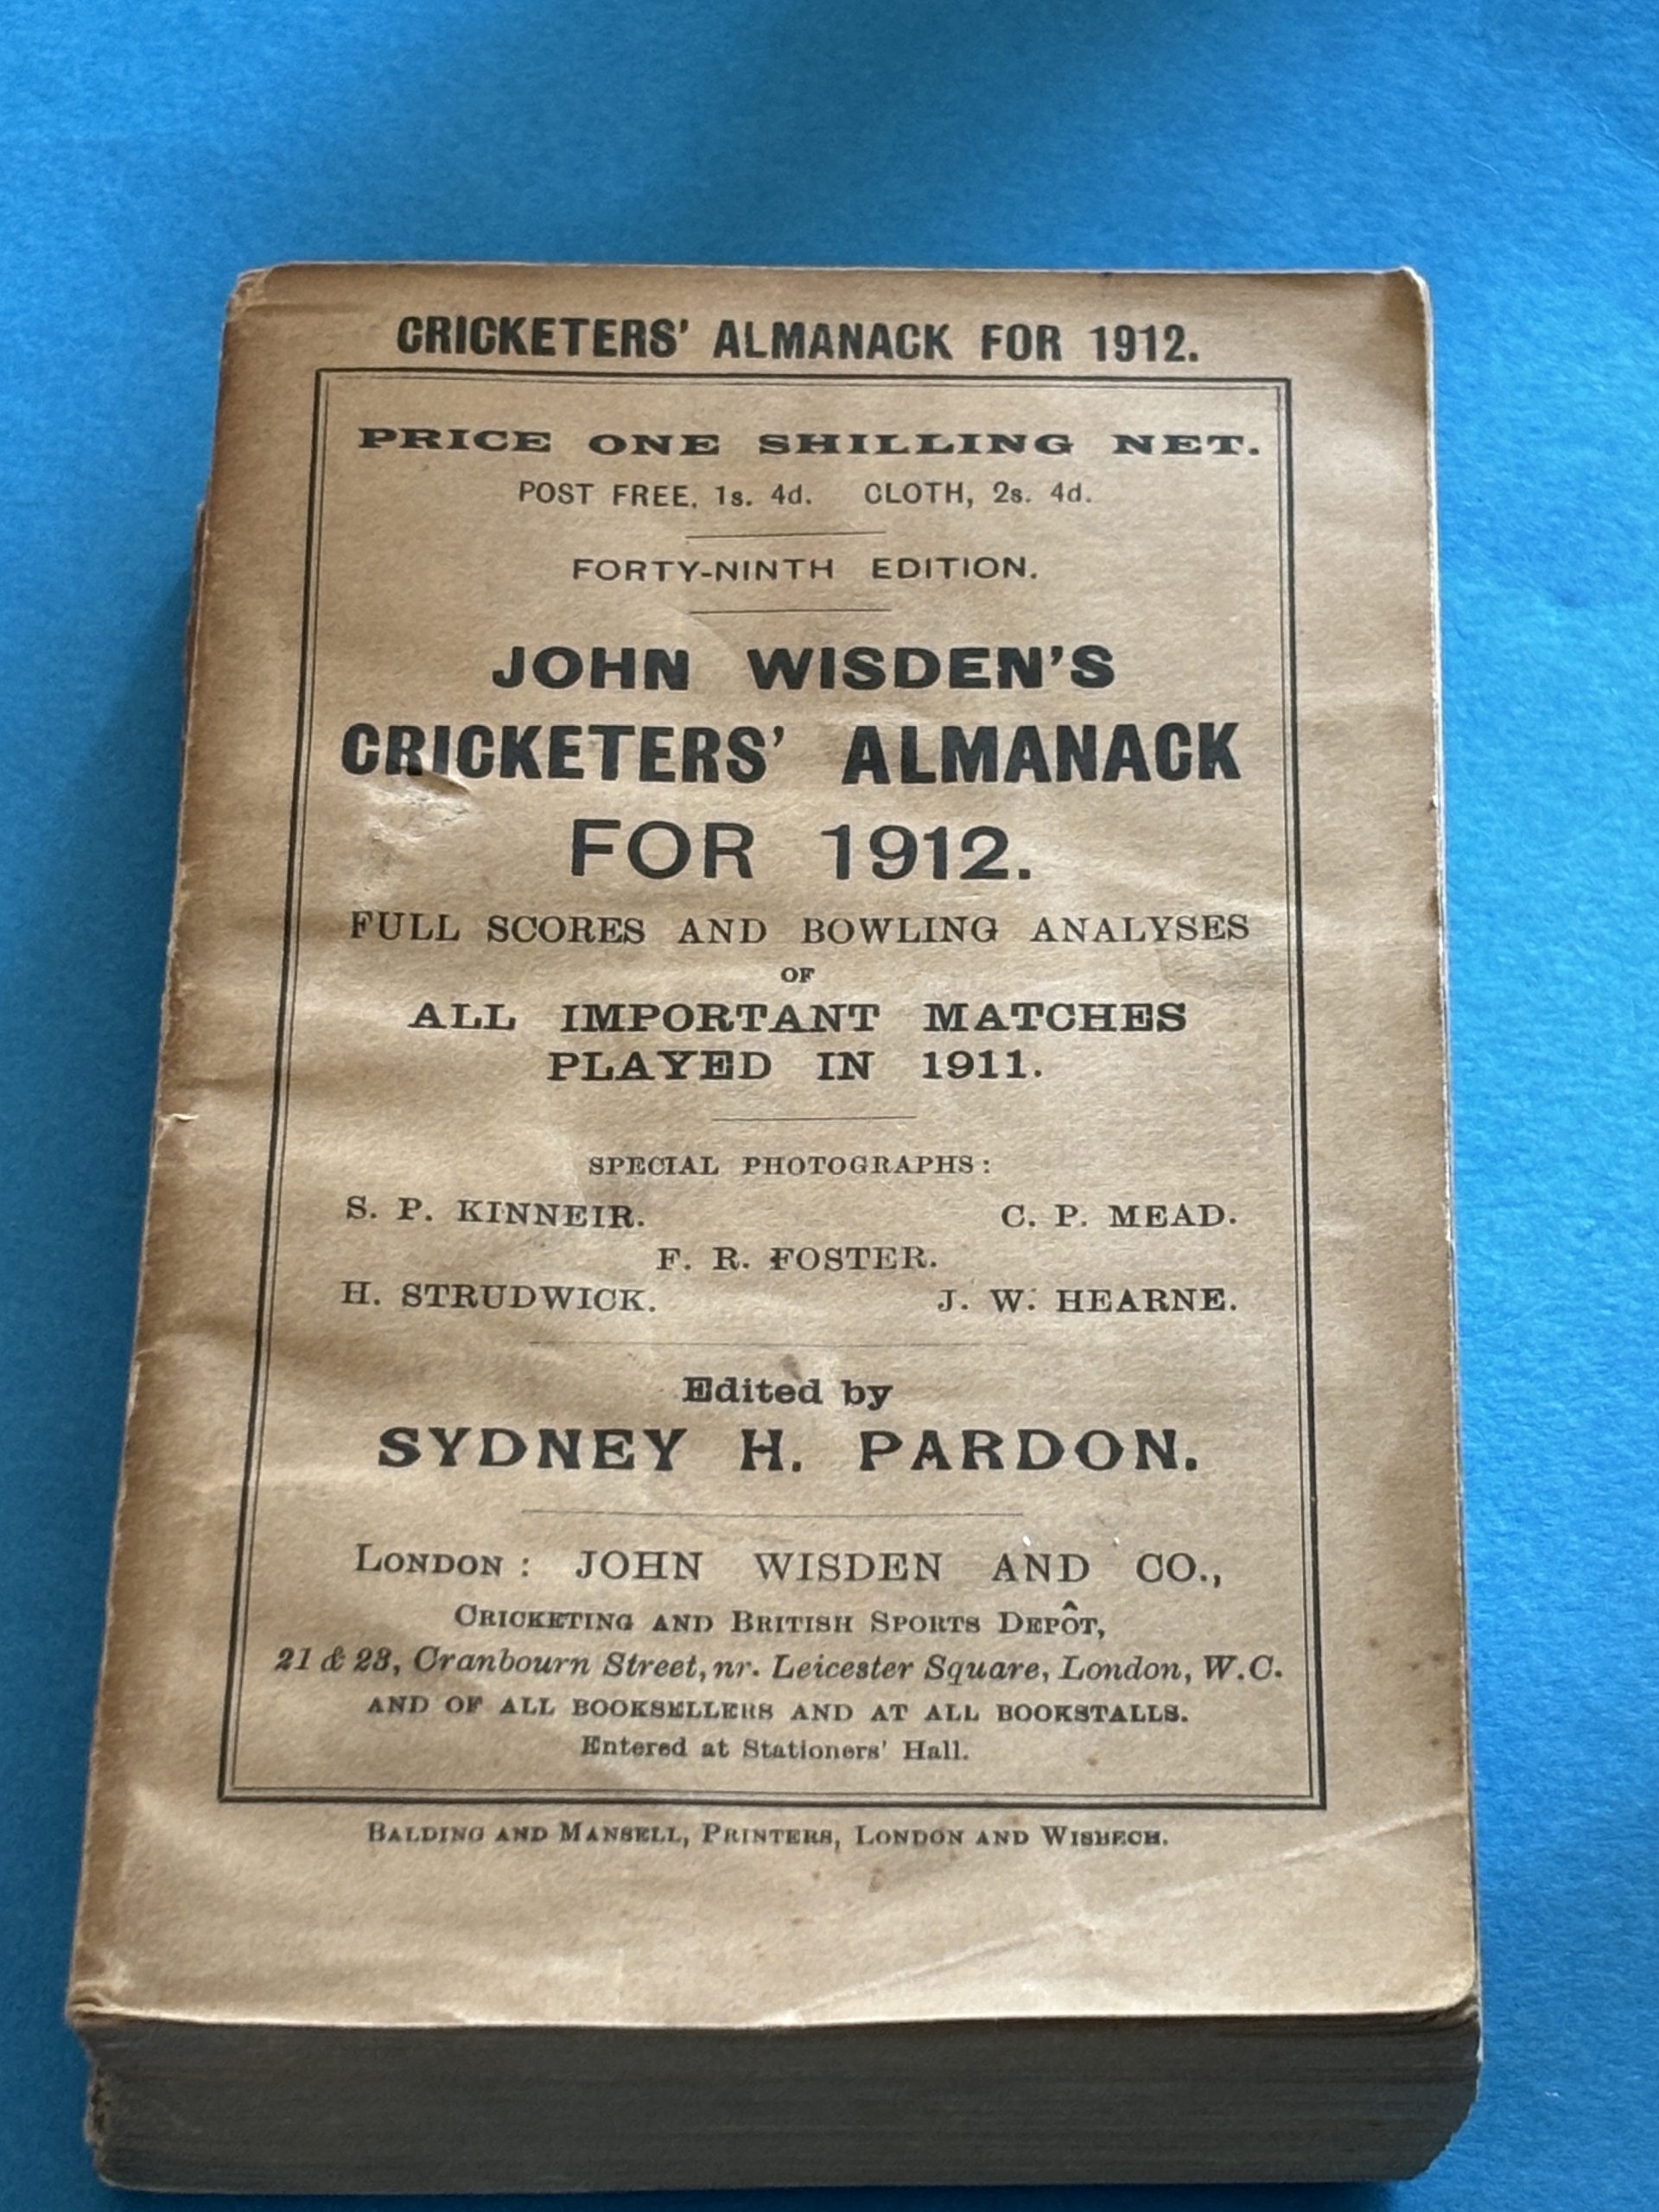 CRICKETERS' ALMANACK FOR 1912.
PRICE ONE SHILLING NET.
POST FREE, 1s. 4d. CLOTH, 2s. 4d.
FORTY-NINTH EDITION.
JOHN WISDEN'S
CRICKETERS' ALMANACK
FOR 1912.
FULL SCORES AND BOWLING ANALYSES
OF
ALL IMPORTANT MATCHES
PLAYED IN 1911.
SPECIAL PHOTOGRAPHS:
S. P. KINNEIR. C. P. MEAD.
F. R. FOSTER.
H. STRUDWICK. J. W. HEARNE.
Edited by
SYDNEY H. PARDON.
LONDON: JOHN WISDEN AND CO.,
CRICKETING AND BRITISH SPORTS DEPÔT,
21 & 23, Cranbourn Street, nr. Leicester Square, London, W.C.
AND OF ALL BOOKSELLERS AND AT ALL BOOKSTALLS.
Entered at Stationers' Hall.
BALDING AND MANSELL, PRINTERS, LONDON AND WISBECH.